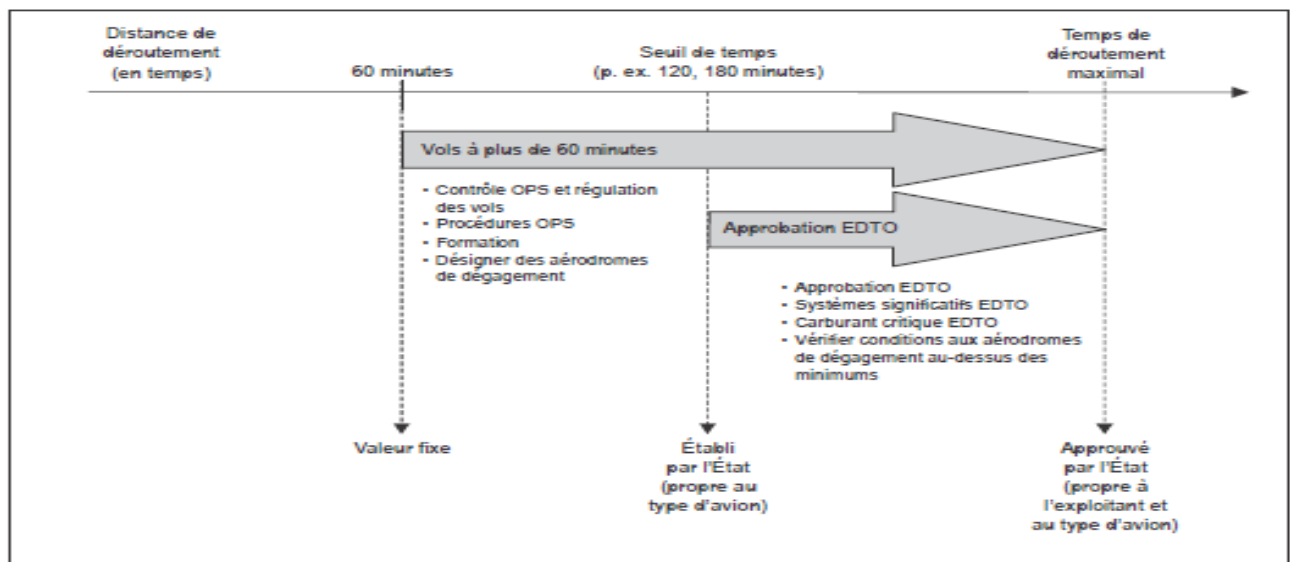 Distance de
déroutement
(en temps)
60 minutes
Seuil de temps
(p. ex. 120, 180 minutes)
Temps de
déroutement
maximal
Vols à plus de 60 minutes
- Contrôle OPS et régulation
des vols
- Procédures OPS
- Formation
- Désigner des aérodromes
de dégagement
Approbation EDTO
- Approbation EDTO
- Systèmes significatifs EDTO
- Carburant critique EDTO
- Vérifier conditions aux aérodromes
de dégagement au-dessus des
minimums
Valeur fixe
Établi
par l'État
(propre au
type d'avion)
Approuvé
par l'État
(propre à
l'exploitant et
au type d'avion)